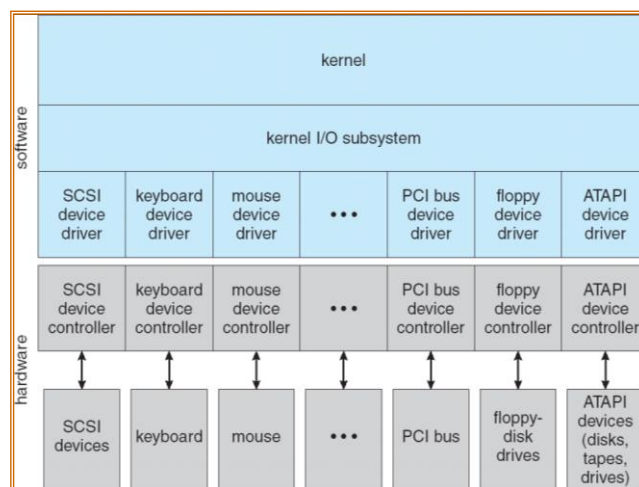 software
kernel
kernel I/O subsystem
SCSI
device
driver
keyboard
device
driver
mouse
device
driver
•••
PCI bus
device
driver
floppy
device
driver
ATAPI
device
driver
hardware
SCSI
device
controller
keyboard
device
controller
mouse
device
controller
•••
PCI bus
device
controller
floppy
device
controller
ATAPI
device
controller
SCSI
devices
keyboard
mouse
•••
PCI bus
floppy-
disk
drives
ATAPI
devices
(disks,
tapes,
drives)